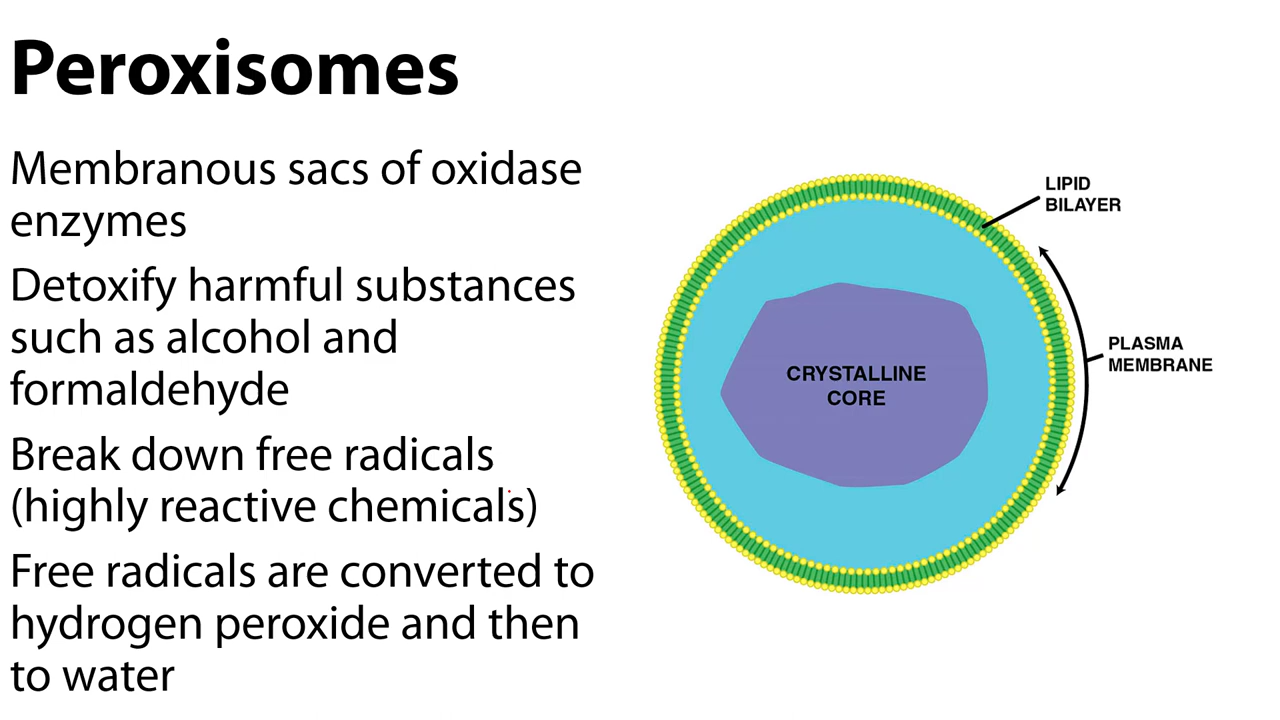 Peroxisomes
Membranous sacs of oxidase
enzymes
Detoxify harmful substances
such as alcohol and
formaldehyde
Break down free radicals
(highly reactive chemicals)
Free radicals are converted to
hydrogen peroxide and then
to water
LIPID
BILAYER
PLASMA
MEMBRANE
CRYSTALLINE
CORE